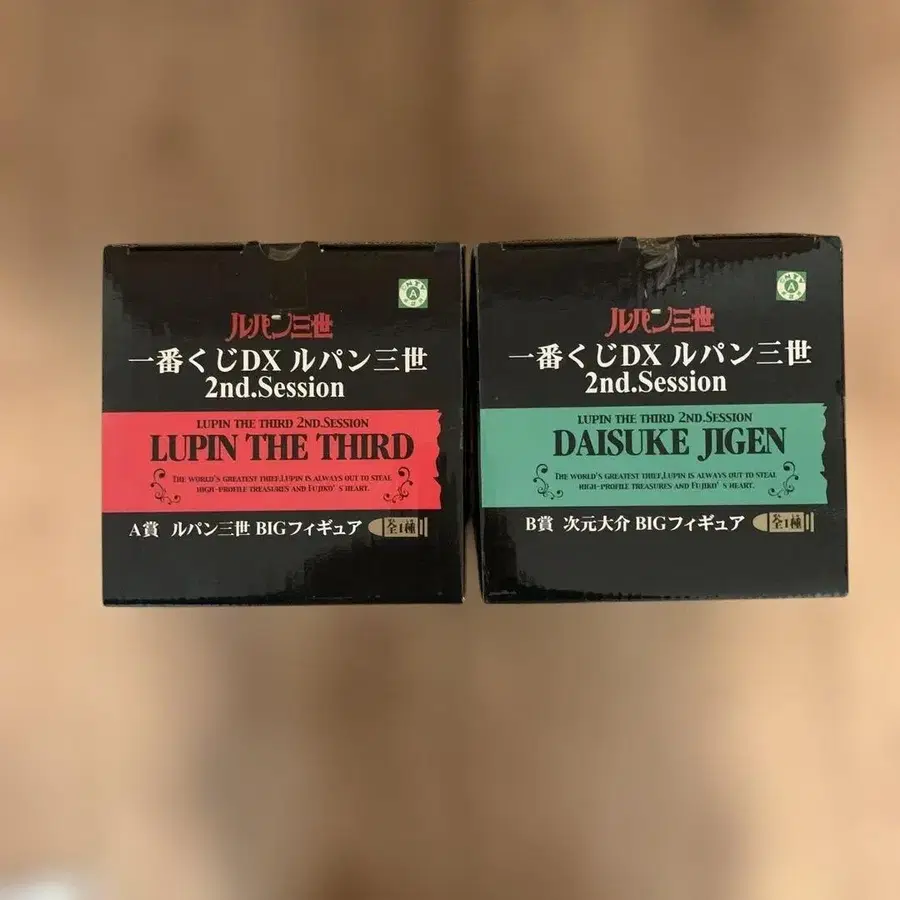 ルパン三世
一番くじDX ルパン三世
2nd.Session
LUPIN THE THIRD 2ND.SESSION
LUPIN THE THIRD
THE WORLD'S GREATEST THIEF,LUPIN IS ALWAYS OUT TO STEAL
HIGH-PROFILE TREASURES AND FUJIKO'S HEART.
A賞 ルパン三世 BIGフィギュア 全1種
ルパン三世
一番くじDX ルパン三世
2nd.Session
LUPIN THE THIRD 2ND.SESSION
DAISUKE JIGEN
THE WORLD'S GREATEST THIEF,LUPIN IS ALWAYS OUT TO STEAL
HIGH-PROFILE TREASURES AND FUJIKO'S HEART.
B賞 次元大介 BIGフィギュア 全1種